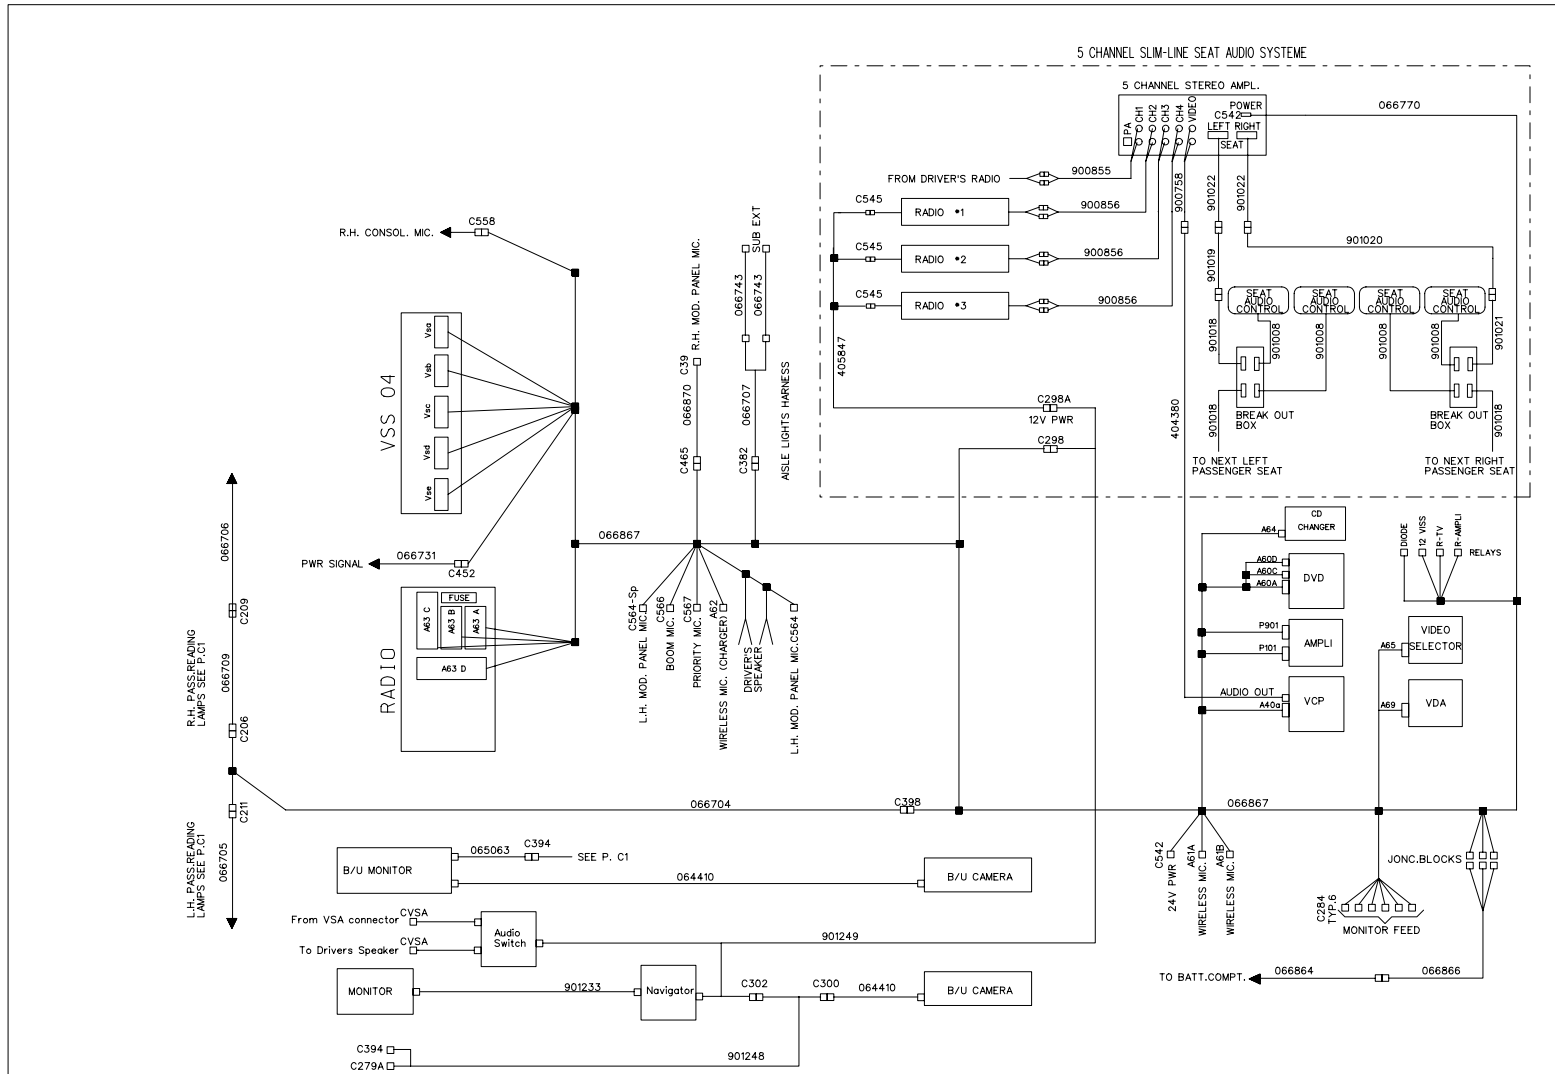 5 CHANNEL SLIM-LINE SEAT AUDIO SYSTEME
5 CHANNEL STEREO AMPL.
POWER
C542
LEFT RIGHT
SEAT
PA
CH1
CH2
CH3
CH4
VIDEO
066770
FROM DRIVER'S RADIO
900855
C545
RADIO *1
900856
C545
RADIO *2
900856
C545
RADIO *3
900856
900758
901022
901022
901019
901020
SEAT
AUDIO
CONTROL
SEAT
AUDIO
CONTROL
SEAT
AUDIO
CONTROL
SEAT
AUDIO
CONTROL
901018
901008
901008
901008
901008
901021
405847
404380
C298A
12V PWR
C298
901018
BREAK OUT
BOX
BREAK OUT
BOX
901018
TO NEXT LEFT
PASSENGER SEAT
TO NEXT RIGHT
PASSENGER SEAT
R.H. CONSOL. MIC.
C558
VSS 04
Vsa
Vsb
Vsc
Vsd
Vse
PWR SIGNAL
066731
C452
RADIO
FUSE
A63 C
A63 B
A63 A
A63 D
066867
R.H. MOD. PANEL MIC.
C39
066870
C465
SUB EXT
066743
066743
066707
C382
AISLE LIGHTS HARNESS
C564-Sp
L.H. MOD. PANEL MIC.
C566
BOOM MIC.
C567
PRIORITY MIC.
A62
WIRELESS MIC. (CHARGER)
DRIVER'S
SPEAKER
L.H. MOD. PANEL MIC.C564
066706
C209
R.H. PASS.READING
LAMPS SEE P.C1
066709
C206
C211
L.H. PASS.READING
LAMPS SEE P.C1
066705
066704
C398
066867
A64
CD
CHANGER
A60D
A60C
A60A
DVD
P901
P101
AMPLI
AUDIO OUT
A40a
VCP
DIODE
12 VISS
R-TV
R-AMPLI
RELAYS
A65
VIDEO
SELECTOR
A69
VDA
C542
24V PWR
A61A
WIRELESS MIC.
A61B
WIRELESS MIC.
C284
TYP.6
MONITOR FEED
JONC.BLOCKS
TO BATT.COMPT.
066864
066866
B/U MONITOR
065063
C394
SEE P. C1
064410
B/U CAMERA
From VSA connector
CVSA
To Drivers Speaker
CVSA
Audio
Switch
901249
MONITOR
901233
Navigator
C302
C300
064410
B/U CAMERA
C394
C279A
901248